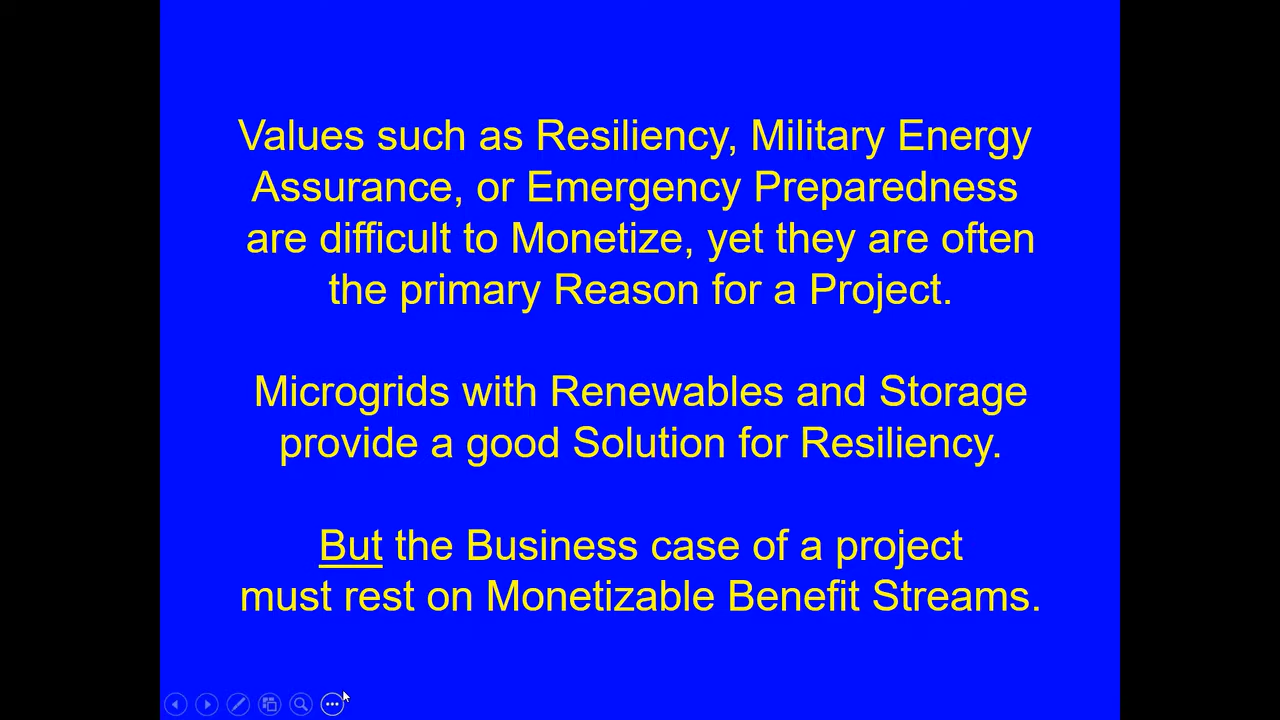 Values such as Resiliency, Military Energy
Assurance, or Emergency Preparedness
are difficult to Monetize, yet they are often
the primary Reason for a Project.
Microgrids with Renewables and Storage
provide a good Solution for Resiliency.
But the Business case of a project
must rest on Monetizable Benefit Streams.